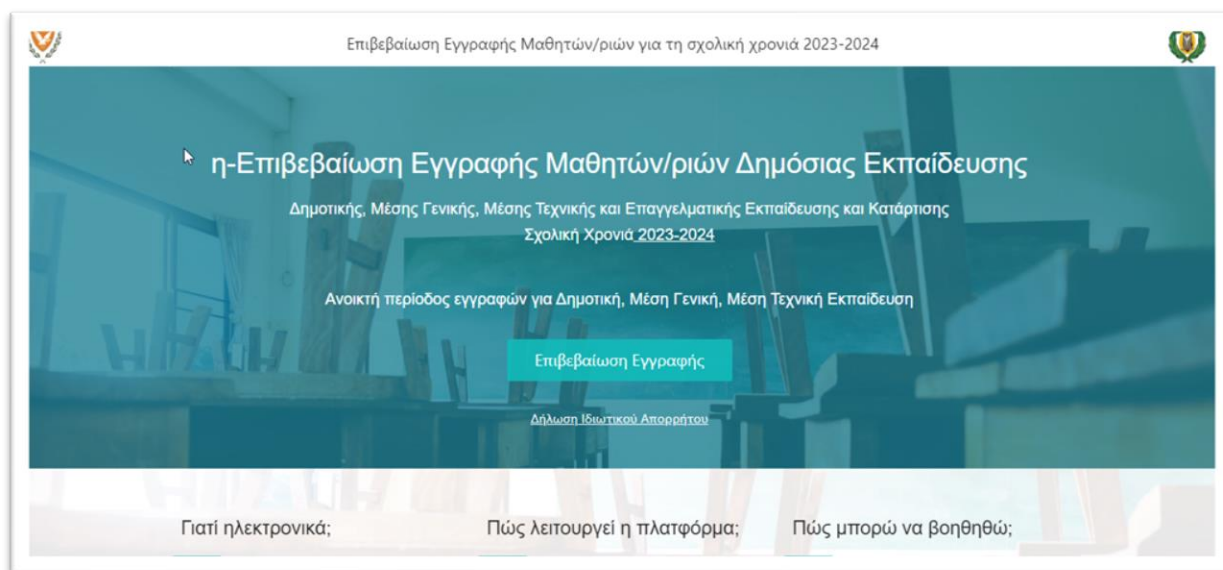 Επιβεβαίωση Εγγραφής Μαθητών/ριών για τη σχολική χρονιά 2023-2024
η-Επιβεβαίωση Εγγραφής Μαθητών/ριών Δημόσιας Εκπαίδευσης
Δημοτικής, Μέσης Γενικής, Μέσης Τεχνικής και Επαγγελματικής Εκπαίδευσης και Κατάρτισης
Σχολική Χρονιά 2023-2024
Ανοικτή περίοδος εγγραφών για Δημοτική, Μέση Γενική, Μέση Τεχνική Εκπαίδευση
Επιβεβαίωση Εγγραφής
Δήλωση Ιδιωτικού Απορρήτου
Γιατί ηλεκτρονικά;
Πώς λειτουργεί η πλατφόρμα;
Πώς μπορώ να βοηθηθώ;